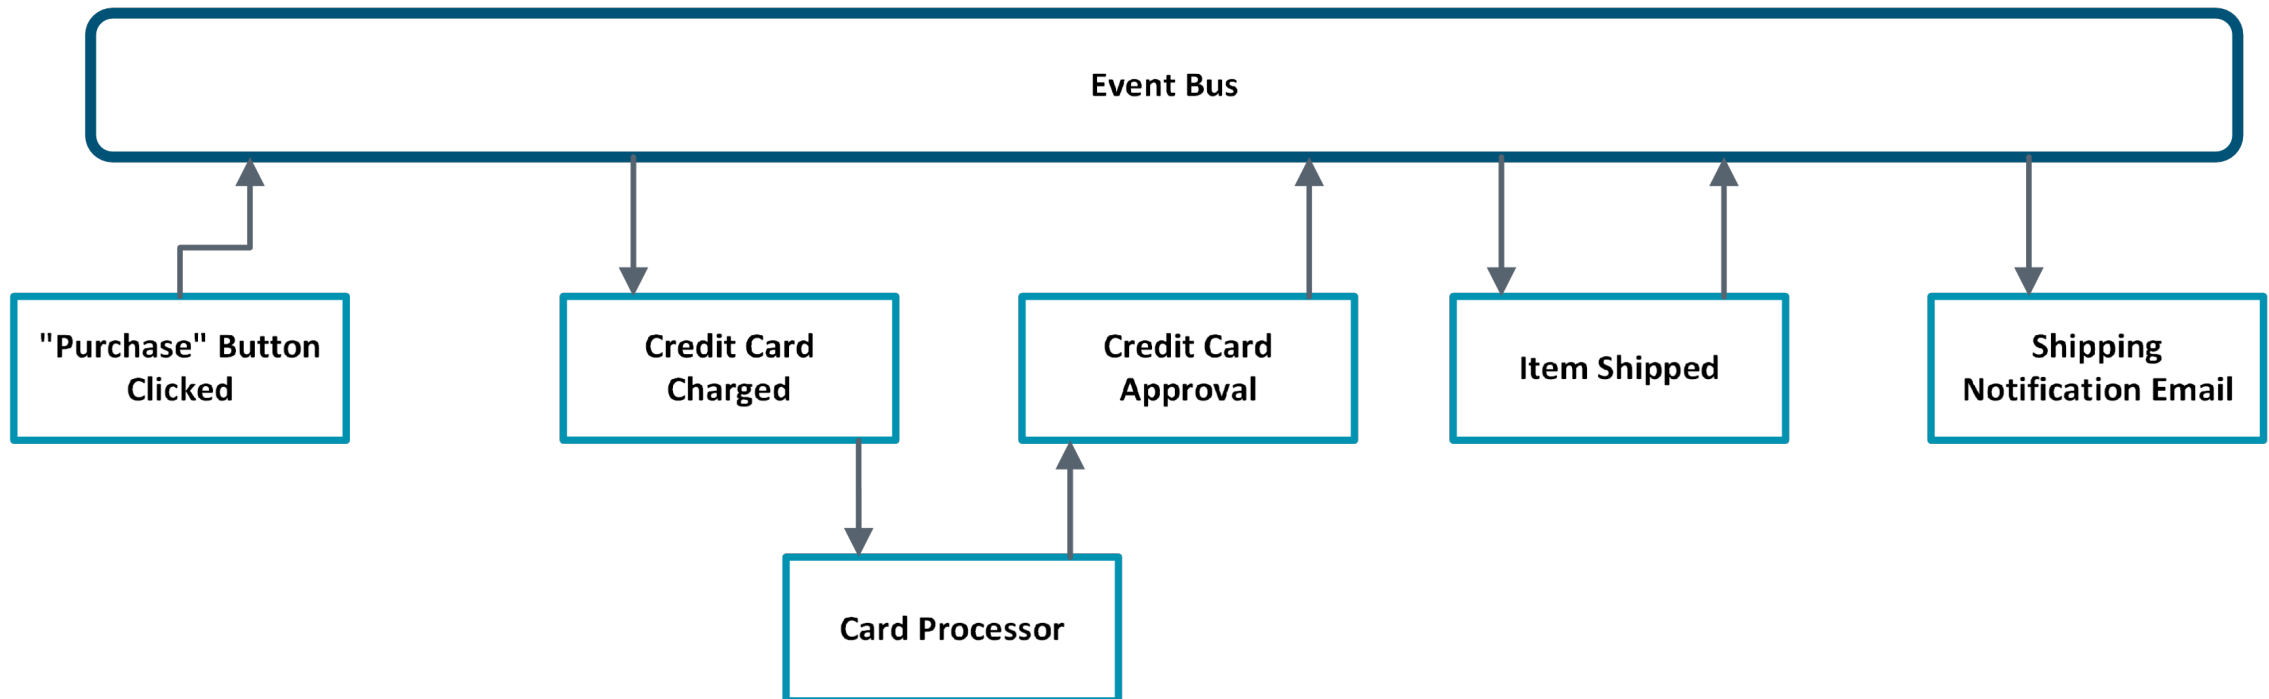 Event Bus
"Purchase" Button
Clicked
Credit Card
Charged
Credit Card
Approval
Item Shipped
Shipping
Notification Email
Card Processor